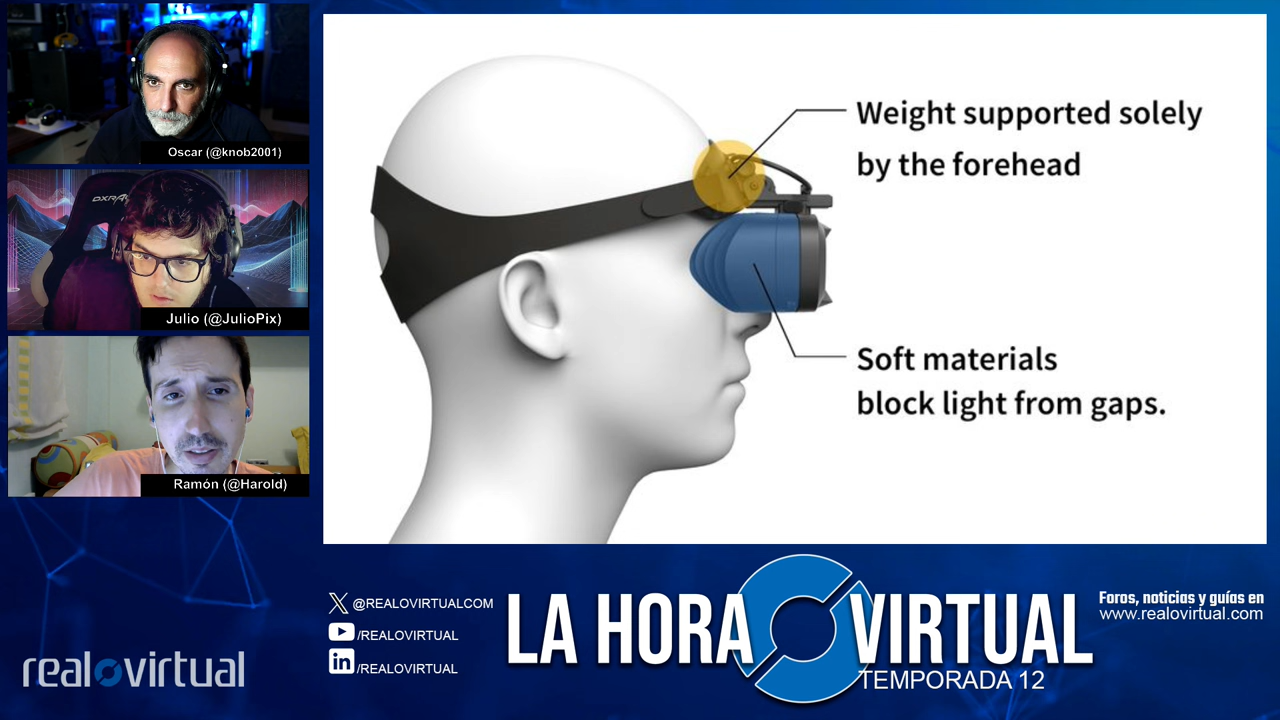 Oscar (@knob2001)
DXRA
Julio (@JulioPix)
Ramón (@Harold)
Weight supported solely
by the forehead
Soft materials
block light from gaps.
realovirtual
@REALOVIRTUALCOM
/REALOVIRTUAL
/REALOVIRTUAL
LA HORA VIRTUAL
TEMPORADA 12
Foros, noticias y guías en
www.realovirtual.com